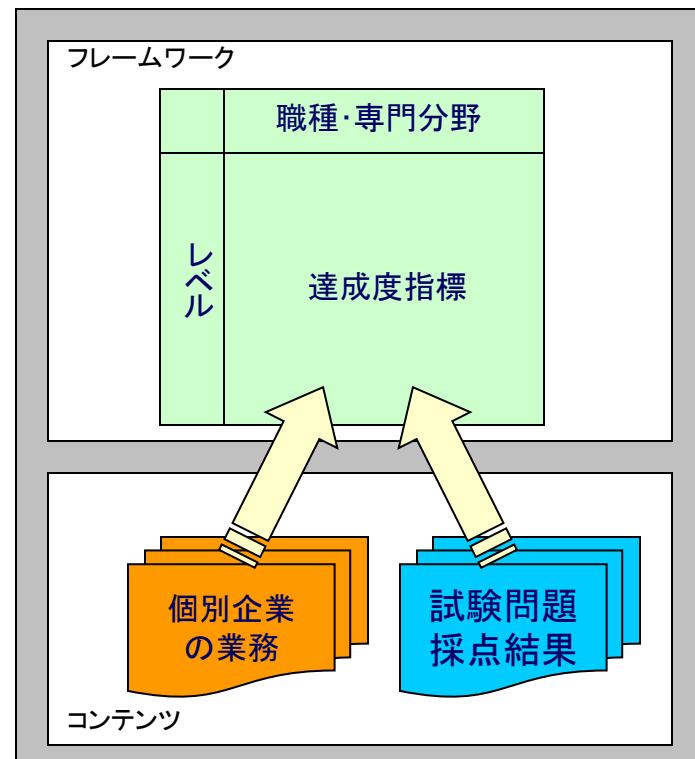 フレームワーク
職種・専門分野
レベル
達成度指標
個別企業
の業務
試験問題
採点結果
コンテンツ